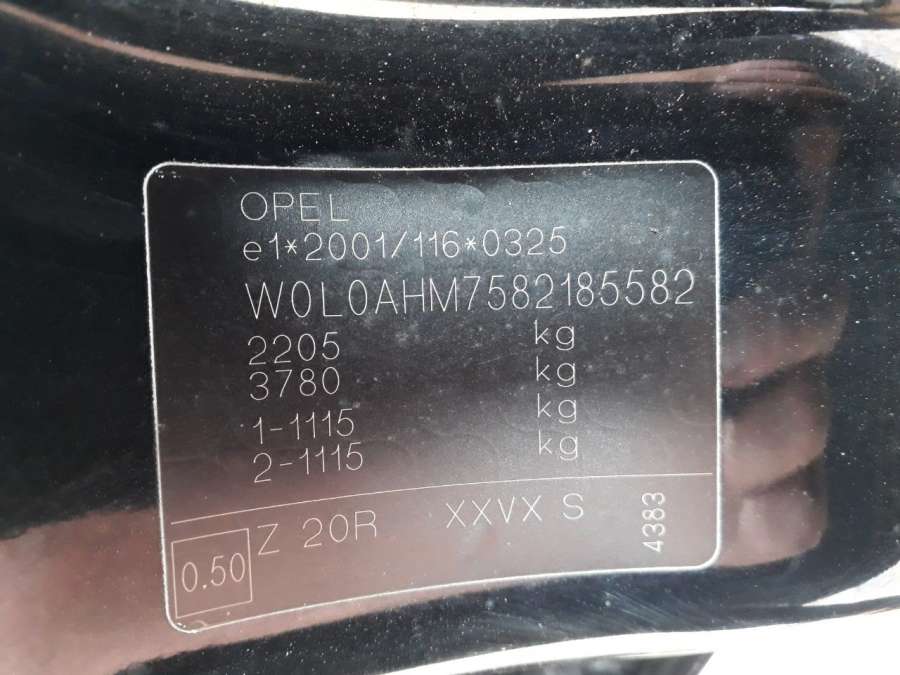 OPEL
e1*2001/116*0325
W0L0AHM7582185582
2205 kg
3780 kg
1-1115 kg
2-1115 kg
0.50 Z 20R XXVX S 4383